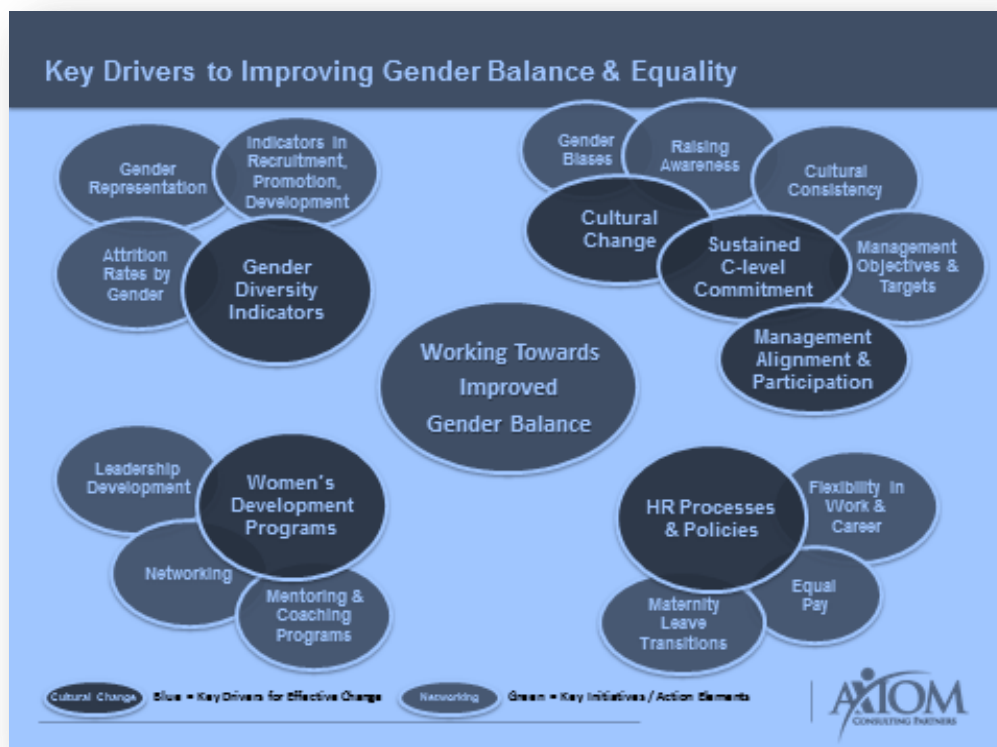 Key Drivers to Improving Gender Balance & Equality
Gender
Representation
Indicators in
Recruitment,
Promotion,
Development
Attrition
Rates by
Gender
Gender
Diversity
Indicators
Gender
Biases
Raising
Awareness
Cultural
Consistency
Cultural
Change
Sustained
C-level
Commitment
Management
Objectives &
Targets
Management
Alignment &
Participation
Working Towards
Improved
Gender Balance
Leadership
Development
Women's
Development
Programs
Networking
Mentoring &
Coaching
Programs
HR Processes
& Policies
Flexibility in
Work &
Career
Equal
Pay
Maternity
Leave
Transitions
Cultural Change Blue = Key Drivers for Effective Change Networking Green = Key Initiatives / Action Elements
AXIOM
CONSULTING PARTNERS